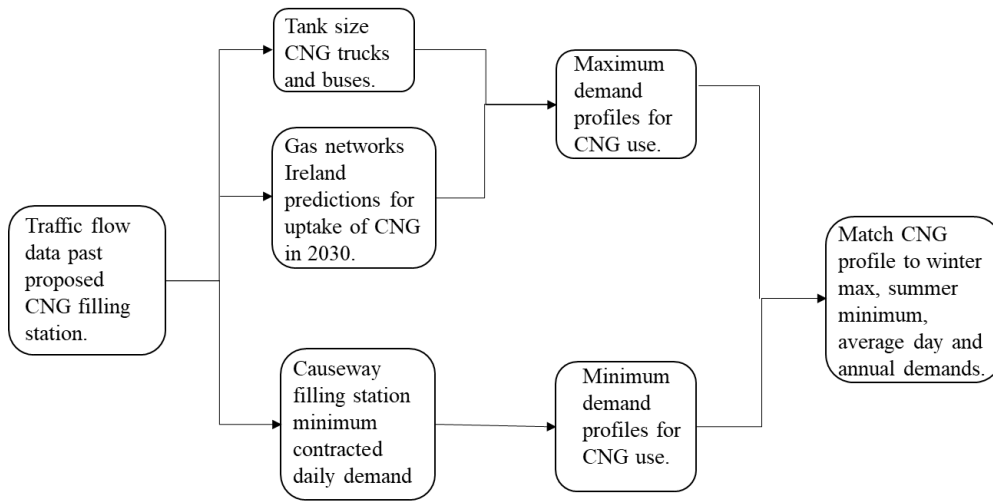 Traffic flow
data past
proposed
CNG filling
station.
Tank size
CNG trucks
and buses.
Gas networks
Ireland
predictions for
uptake of CNG
in 2030.
Causeway
filling station
minimum
contracted
daily demand
Maximum
demand
profiles for
CNG use.
Minimum
demand
profiles for
CNG use.
Match CNG
profile to winter
max, summer
minimum,
average day and
annual demands.